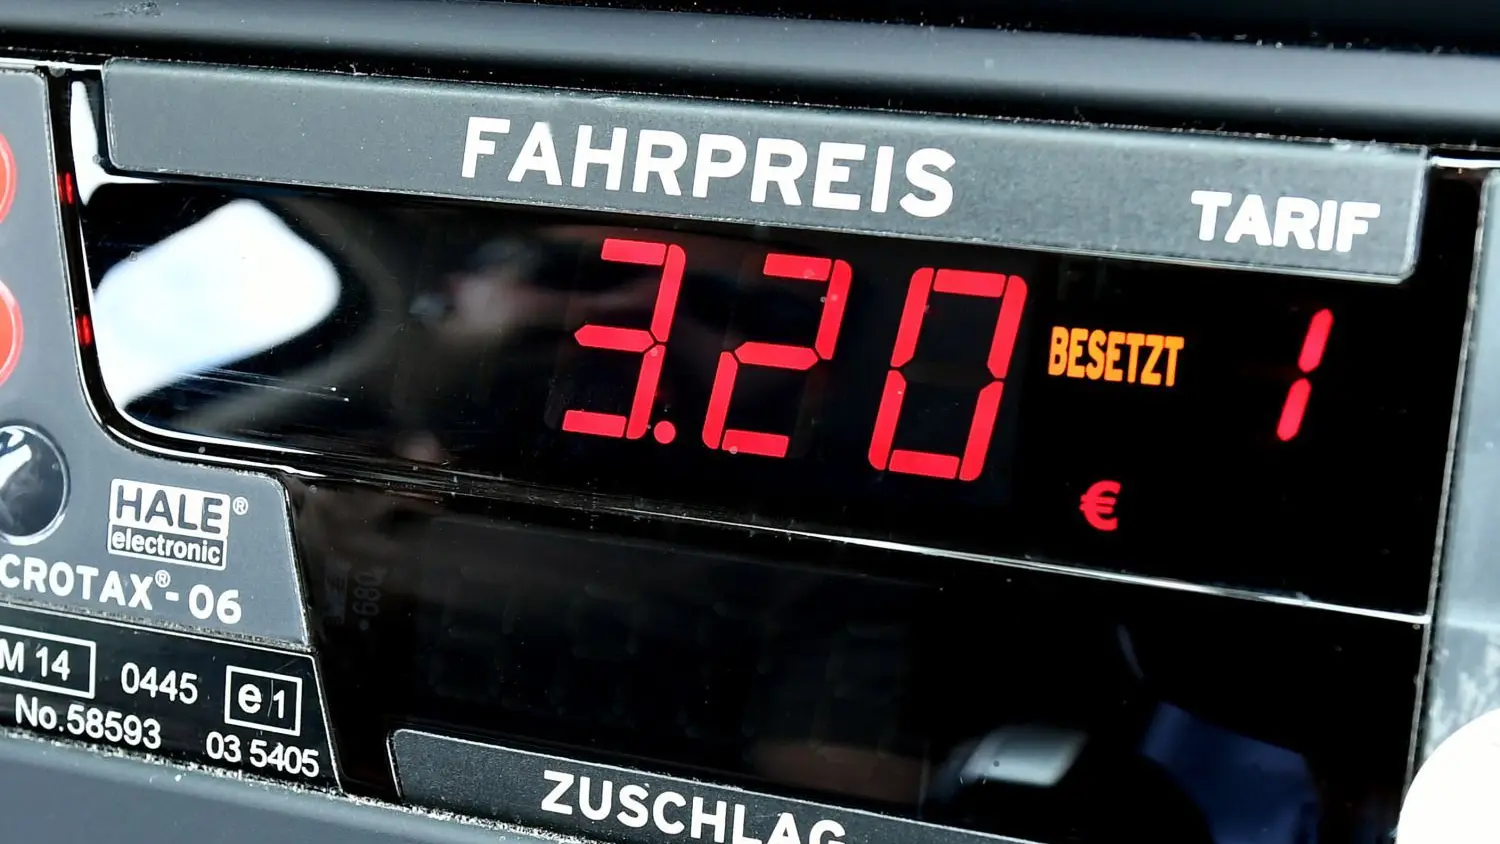 FAHRPREIS
TARIF
3.20
BESETZT
1
€
HALE®
electronic
CROTAX®-06
M 14
0445
e1
No.58593
03 5405
ZUSCHLAG